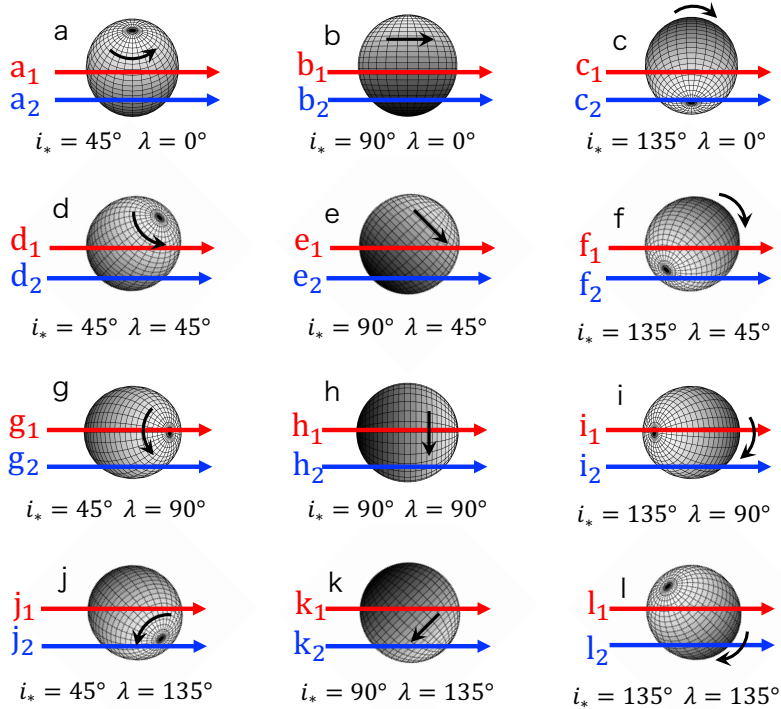 a b c
a₁ b₁ c₁
a₂ b₂ c₂
i* = 45° λ = 0° i* = 90° λ = 0° i* = 135° λ = 0°
d e f
d₁ e₁ f₁
d₂ e₂ f₂
i* = 45° λ = 45° i* = 90° λ = 45° i* = 135° λ = 45°
g h i
g₁ h₁ i₁
g₂ h₂ i₂
i* = 45° λ = 90° i* = 90° λ = 90° i* = 135° λ = 90°
j k l
j₁ k₁ l₁
j₂ k₂ l₂
i* = 45° λ = 135° i* = 90° λ = 135° i* = 135° λ = 135°